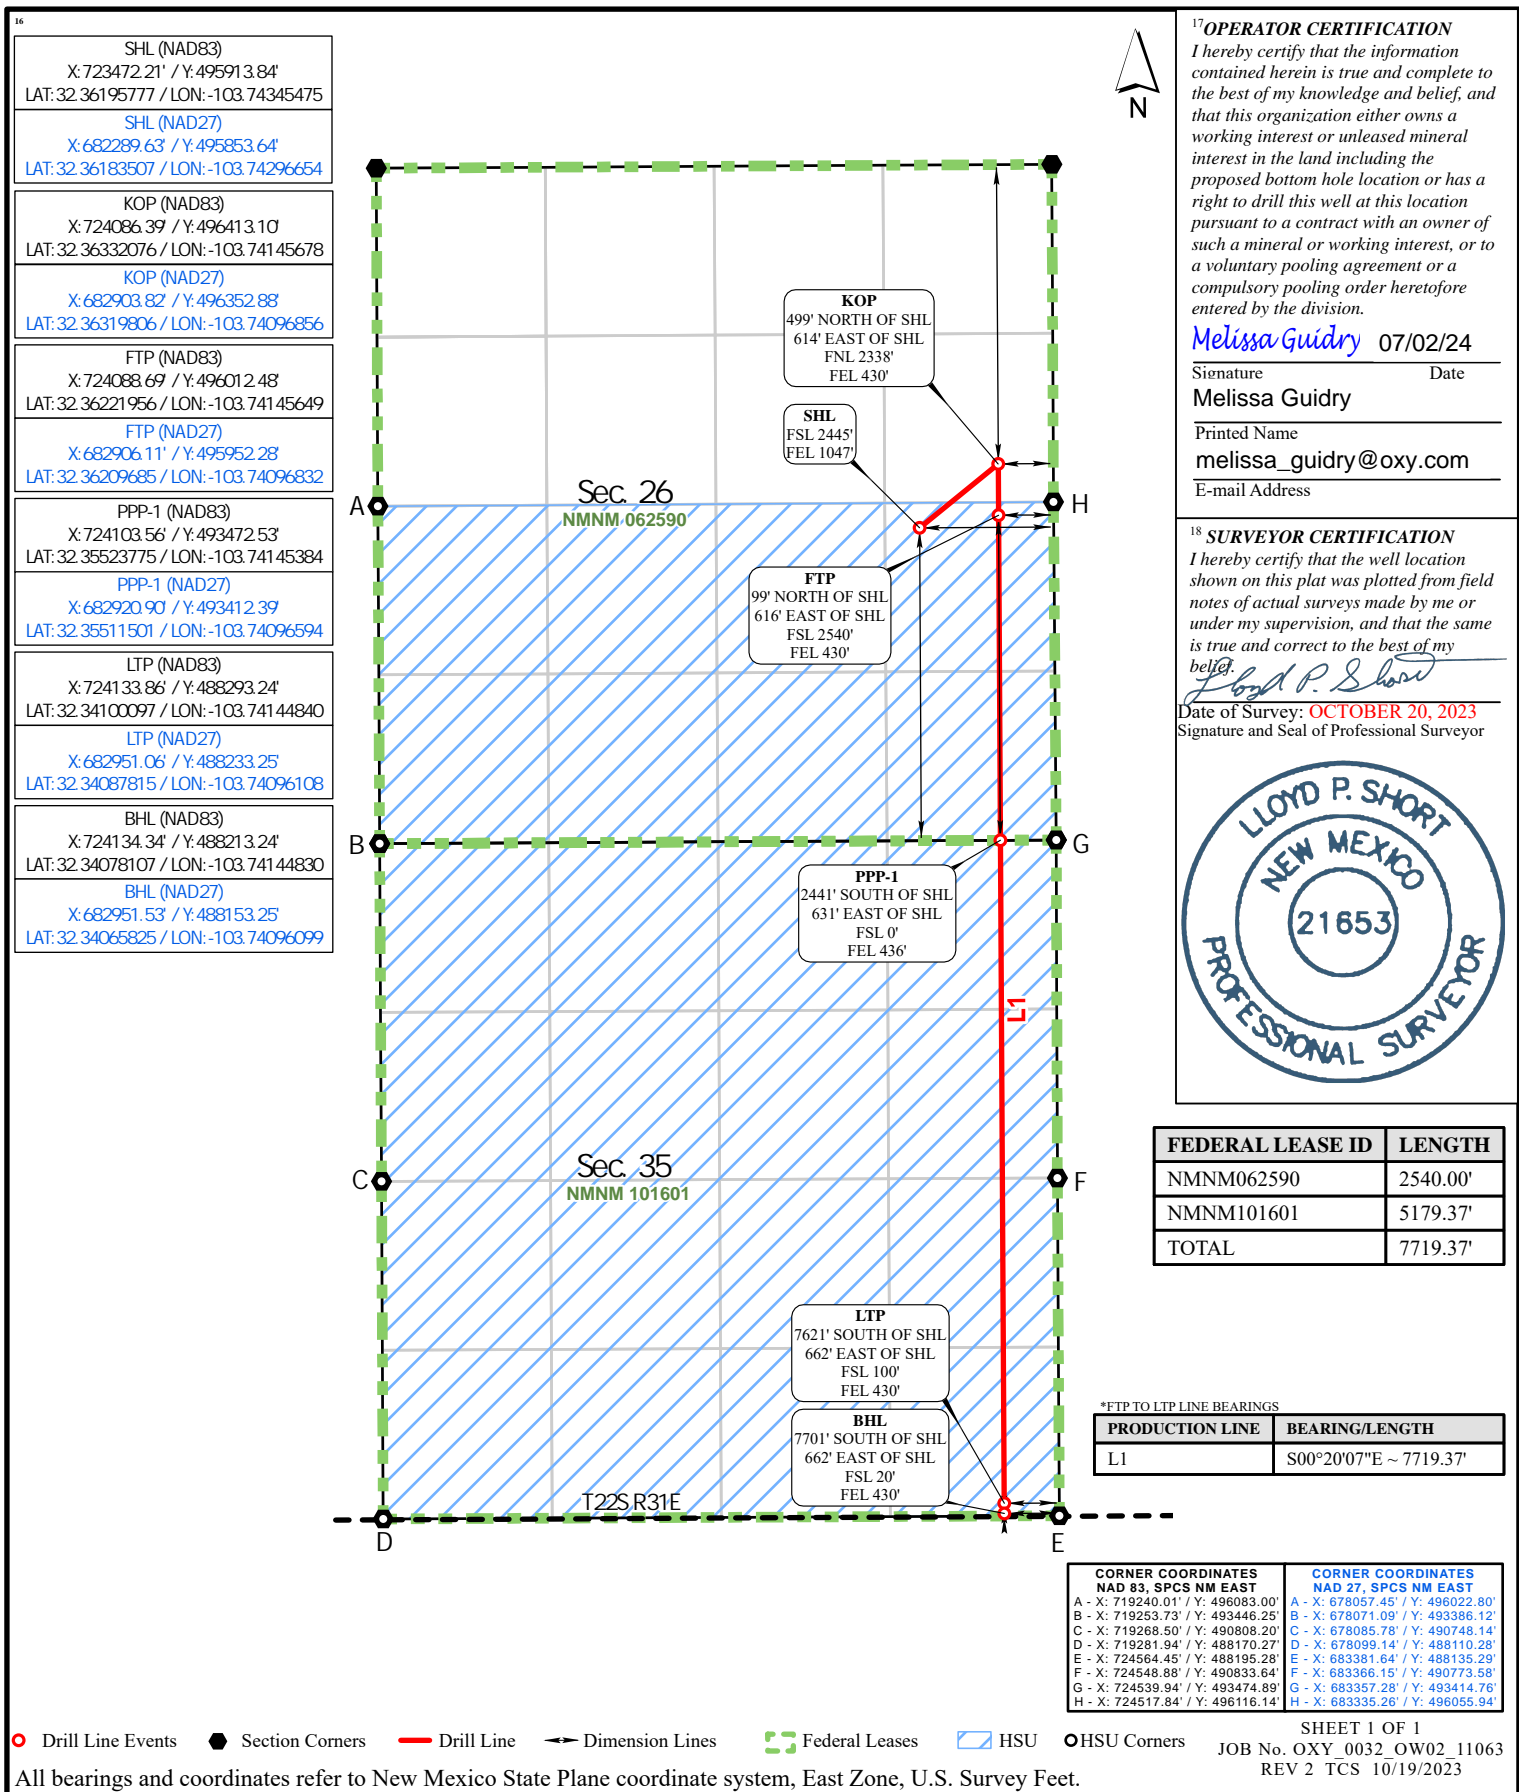 16
SHL (NAD83)
X: 723472.21' / Y: 495913.84'
LAT: 32.36195777 / LON: -103.74345475
SHL (NAD27)
X: 682289.63' / Y: 495853.64'
LAT: 32.36183507 / LON: -103.74296654
KOP (NAD83)
X: 724086.39' / Y: 496413.10'
LAT: 32.36332076 / LON: -103.74145678
KOP (NAD27)
X: 682903.82' / Y: 496352.88'
LAT: 32.36319806 / LON: -103.74096856
FTP (NAD83)
X: 724088.69' / Y: 496012.48'
LAT: 32.36221956 / LON: -103.74145649
FTP (NAD27)
X: 682906.11' / Y: 495952.28'
LAT: 32.36209685 / LON: -103.74096832
PPP-1 (NAD83)
X: 724103.56' / Y: 493472.53'
LAT: 32.35523775 / LON: -103.74145384
PPP-1 (NAD27)
X: 682920.90' / Y: 493412.39'
LAT: 32.35511501 / LON: -103.74096594
LTP (NAD83)
X: 724133.86' / Y: 488293.24'
LAT: 32.34100097 / LON: -103.74144840
LTP (NAD27)
X: 682951.06' / Y: 488233.25'
LAT: 32.34087815 / LON: -103.74096108
BHL (NAD83)
X: 724134.34' / Y: 488213.24'
LAT: 32.34078107 / LON: -103.74144830
BHL (NAD27)
X: 682951.53' / Y: 488153.25'
LAT: 32.34065825 / LON: -103.74096099
N
KOP
499' NORTH OF SHL
614' EAST OF SHL
FNL 2338'
FEL 430'
SHL
FSL 2445'
FEL 1047'
A
Sec. 26
NMNM 062590
H
FTP
99' NORTH OF SHL
616' EAST OF SHL
FSL 2540'
FEL 430'
B
G
PPP-1
2441' SOUTH OF SHL
631' EAST OF SHL
FSL 0'
FEL 436'
L1
C
Sec. 35
NMNM 101601
F
LTP
7621' SOUTH OF SHL
662' EAST OF SHL
FSL 100'
FEL 430'
BHL
7701' SOUTH OF SHL
662' EAST OF SHL
FSL 20'
FEL 430'
T22S R31E
D
E
17 OPERATOR CERTIFICATION
I hereby certify that the information
contained herein is true and complete to
the best of my knowledge and belief, and
that this organization either owns a
working interest or unleased mineral
interest in the land including the
proposed bottom hole location or has a
right to drill this well at this location
pursuant to a contract with an owner of
such a mineral or working interest, or to
a voluntary pooling agreement or a
compulsory pooling order heretofore
entered by the division.
Melissa Guidry 07/02/24
Signature Date
Melissa Guidry
Printed Name
melissa_guidry@oxy.com
E-mail Address
18 SURVEYOR CERTIFICATION
I hereby certify that the well location
shown on this plat was plotted from field
notes of actual surveys made by me or
under my supervision, and that the same
is true and correct to the best of my
belief.
Lloyd P. Short
Date of Survey: OCTOBER 20, 2023
Signature and Seal of Professional Surveyor
LLOYD P. SHORT
NEW MEXICO
21653
PROFESSIONAL SURVEYOR
FEDERAL LEASE ID LENGTH
NMNM062590 2540.00'
NMNM101601 5179.37'
TOTAL 7719.37'
*FTP TO LTP LINE BEARINGS
PRODUCTION LINE BEARING/LENGTH
L1 S00°20'07"E ~ 7719.37'
CORNER COORDINATES
NAD 83, SPCS NM EAST
A - X: 719240.01' / Y: 496083.00'
B - X: 719253.73' / Y: 493446.25'
C - X: 719268.50' / Y: 490808.20'
D - X: 719281.94' / Y: 488170.27'
E - X: 724564.45' / Y: 488195.28'
F - X: 724548.88' / Y: 490833.64'
G - X: 724539.94' / Y: 493474.89'
H - X: 724517.84' / Y: 496116.14'
CORNER COORDINATES
NAD 27, SPCS NM EAST
A - X: 678057.45' / Y: 496022.80'
B - X: 678071.09' / Y: 493386.12'
C - X: 678085.78' / Y: 490748.14'
D - X: 678099.14' / Y: 488110.28'
E - X: 683381.64' / Y: 488135.29'
F - X: 683366.15' / Y: 490773.58'
G - X: 683357.28' / Y: 493414.76'
H - X: 683335.26' / Y: 496055.94'
Drill Line Events Section Corners Drill Line Dimension Lines Federal Leases HSU HSU Corners
All bearings and coordinates refer to New Mexico State Plane coordinate system, East Zone, U.S. Survey Feet.
SHEET 1 OF 1
JOB No. OXY_0032_OW02_11063
REV 2 TCS 10/19/2023